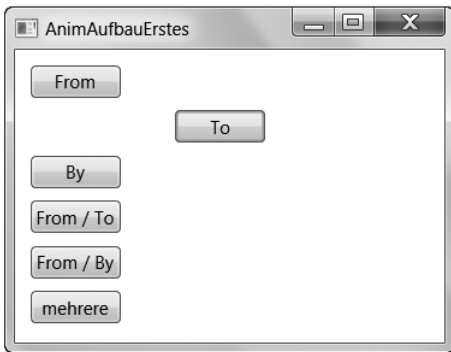 AnimAufbauErstes
From
To
By
From / To
From / By
mehrere